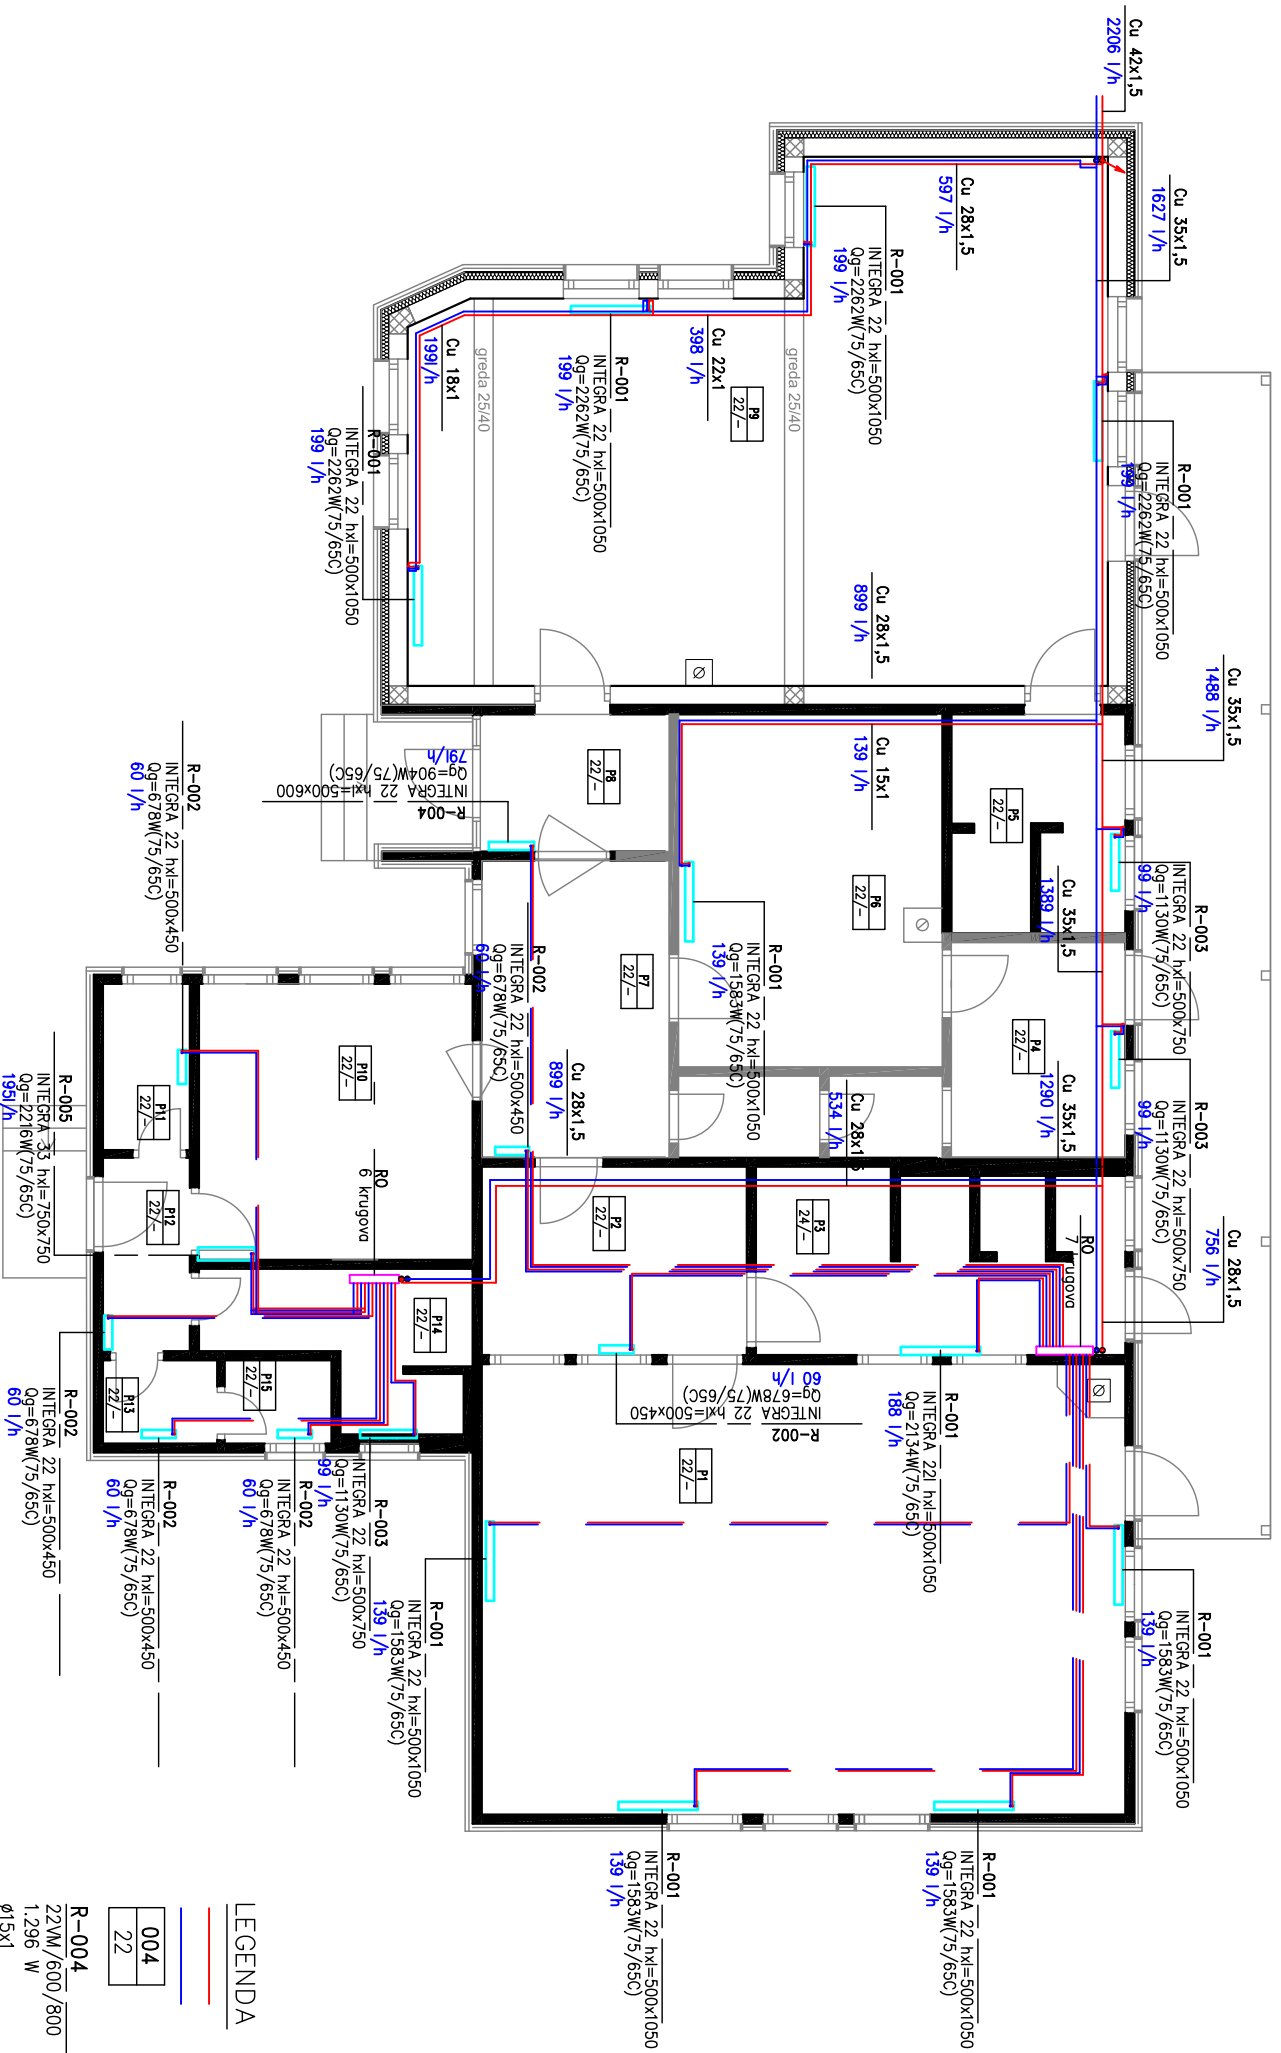 Cu 42x1,5
2206 l/h
Cu 35x1,5
1627 l/h
Cu 28x1,5
597 l/h
R-001
INTEGRA 22 hxl=500x1050
Qg=2262W(75/65C)
199 l/h
R-001
INTEGRA 22 hxl=500x1050
Qg=2262W(75/65C)
199 l/h
Cu 22x1
398 l/h
greda 25/40
P9
22/-
R-001
INTEGRA 22 hxl=500x1050
Qg=2262W(75/65C)
199 l/h
greda 25/40
Cu 18x1
199l/h
R-001
INTEGRA 22 hxl=500x1050
Qg=2262W(75/65C)
199 l/h
Cu 28x1,5
899 l/h
Cu 35x1,5
1488 l/h
Cu 15x1
139 l/h
P5
22/-
P8
22/-
R-004
INTEGRA 22 hxl=500x600
Qg=904W(75/65C)
79l/h
R-002
INTEGRA 22 hxl=500x450
Qg=678W(75/65C)
60 l/h
R-003
INTEGRA 22 hxl=500x750
Qg=1130W(75/65C)
99 l/h
Cu 35x1,5
1389 l/h
P6
22/-
R-001
INTEGRA 22 hxl=500x1050
Qg=1583W(75/65C)
139 l/h
P7
22/-
R-002
INTEGRA 22 hxl=500x450
Qg=678W(75/65C)
60 l/h
P4
22/-
R-003
INTEGRA 22 hxl=500x750
Qg=1130W(75/65C)
99 l/h
Cu 35x1,5
1290 l/h
Cu 28x1,5
534 l/h
Cu 28x1,5
899 l/h
P10
22/-
P11
22/-
R-005
INTEGRA 33 hxl=750x750
Qg=2216W(75/65C)
195l/h
RO
6 krugova
P12
22/-
P2
22/-
P3
24/-
RO
7 krugova
Cu 28x1,5
756 l/h
P14
22/-
P15
22/-
P13
22/-
R-002
INTEGRA 22 hxl=500x450
Qg=678W(75/65C)
60 l/h
R-002
INTEGRA 22 hxl=500x450
Qg=678W(75/65C)
60 l/h
R-001
INTEGRA 22l hxl=500x1050
Qg=2134W(75/65C)
188 l/h
P1
22/-
R-002
INTEGRA 22 hxl=500x450
Qg=678W(75/65C)
60 l/h
R-002
INTEGRA 22 hxl=500x450
Qg=678W(75/65C)
60 l/h
R-003
INTEGRA 22 hxl=500x750
Qg=1130W(75/65C)
99 l/h
R-001
INTEGRA 22 hxl=500x1050
Qg=1583W(75/65C)
139 l/h
R-001
INTEGRA 22 hxl=500x1050
Qg=1583W(75/65C)
139 l/h
R-001
INTEGRA 22 hxl=500x1050
Qg=1583W(75/65C)
139 l/h
R-001
INTEGRA 22 hxl=500x1050
Qg=1583W(75/65C)
139 l/h
LEGENDA
004
22
R-004
22VM/600/800
1.296 W
ø15x1